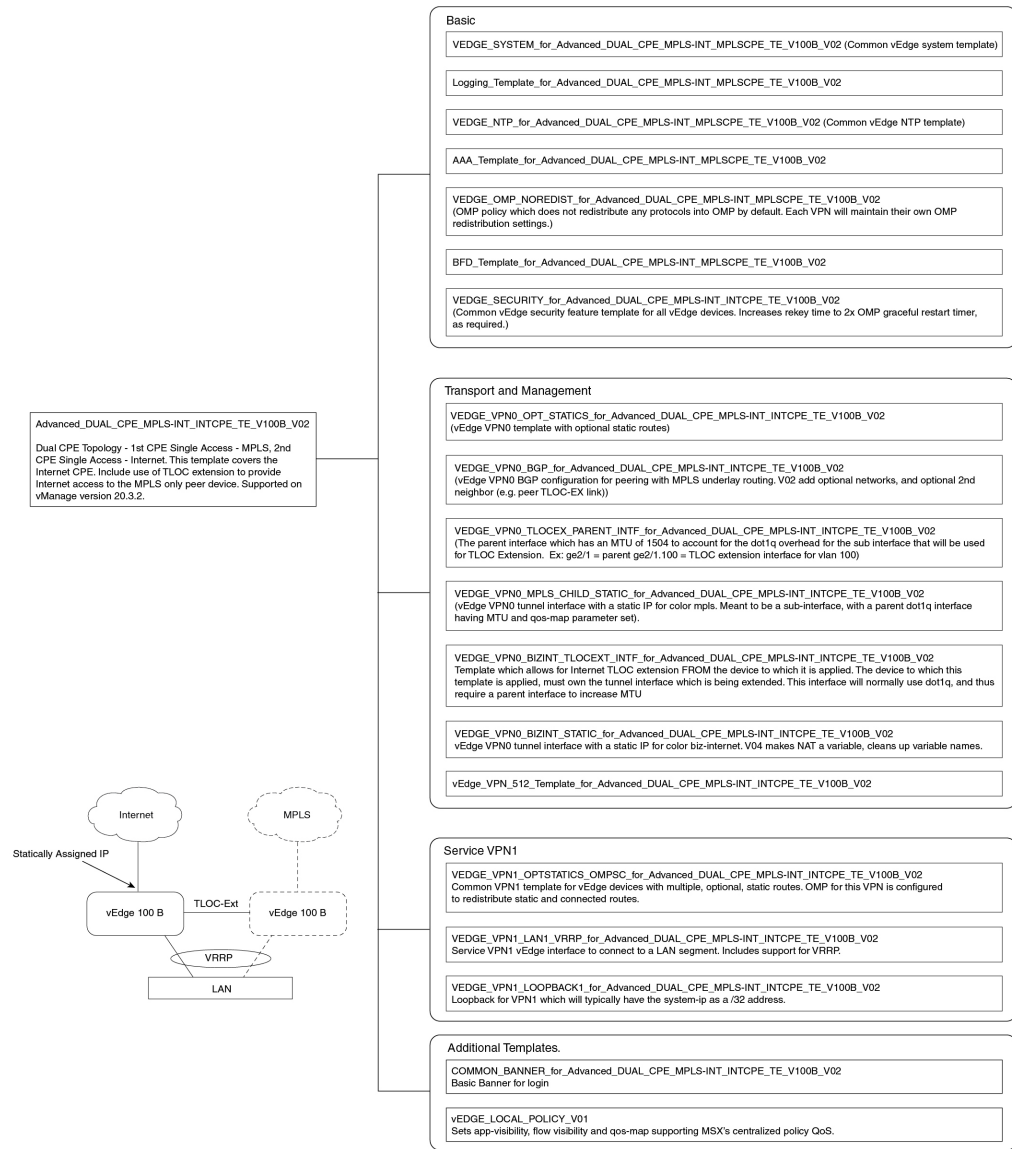 Basic
VEDGE_SYSTEM_for_Advanced_DUAL_CPE_MPLS-INT_MPLSCPE_TE_V100B_V02 (Common vEdge system template)
Logging_Template_for_Advanced_DUAL_CPE_MPLS-INT_MPLSCPE_TE_V100B_V02
VEDGE_NTP_for_Advanced_DUAL_CPE_MPLS-INT_MPLSCPE_TE_V100B_V02 (Common vEdge NTP template)
AAA_Template_for_Advanced_DUAL_CPE_MPLS-INT_MPLSCPE_TE_V100B_V02
VEDGE_OMP_NOREDIST_for_Advanced_DUAL_CPE_MPLS-INT_MPLSCPE_TE_V100B_V02
(OMP policy which does not redistribute any protocols into OMP by default. Each VPN will maintain their own OMP
redistribution settings.)
BFD_Template_for_Advanced_DUAL_CPE_MPLS-INT_MPLSCPE_TE_V100B_V02
VEDGE_SECURITY_for_Advanced_DUAL_CPE_MPLS-INT_INTCPE_TE_V100B_V02
(Common vEdge security feature template for all vEdge devices. Increases rekey time to 2x OMP graceful restart timer,
as required.)
Advanced_DUAL_CPE_MPLS-INT_INTCPE_TE_V100B_V02
Dual CPE Topology - 1st CPE Single Access - MPLS, 2nd
CPE Single Access - Internet. This template covers the
Internet CPE. Include use of TLOC extension to provide
Internet access to the MPLS only peer device. Supported on
vManage version 20.3.2.
Transport and Management
VEDGE_VPN0_OPT_STATICS_for_Advanced_DUAL_CPE_MPLS-INT_INTCPE_TE_V100B_V02
(vEdge VPN0 template with optional static routes)
VEDGE_VPN0_BGP_for_Advanced_DUAL_CPE_MPLS-INT_INTCPE_TE_V100B_V02
(vEdge VPN0 BGP configuration for peering with MPLS underlay routing. V02 add optional networks, and optional 2nd
neighbor (e.g. peer TLOC-EX link))
VEDGE_VPN0_TLOCEX_PARENT_INTF_for_Advanced_DUAL_CPE_MPLS-INT_INTCPE_TE_V100B_V02
(The parent interface which has an MTU of 1504 to account for the dot1q overhead for the sub interface that will be used
for TLOC Extension. Ex: ge2/1 = parent ge2/1.100 = TLOC extension interface for vlan 100)
VEDGE_VPN0_MPLS_CHILD_STATIC_for_Advanced_DUAL_CPE_MPLS-INT_INTCPE_TE_V100B_V02
(vEdge VPN0 tunnel interface with a static IP for color mpls. Meant to be a sub-interface, with a parent dot1q interface
having MTU and qos-map parameter set).
VEDGE_VPN0_BIZINT_TLOCEXT_INTF_for_Advanced_DUAL_CPE_MPLS-INT_INTCPE_TE_V100B_V02
Template which allows for Internet TLOC extension FROM the device to which it is applied. The device to which this
template is applied, must own the tunnel interface which is being extended. This interface will normally use dot1q, and thus
require a parent interface to increase MTU
VEDGE_VPN0_BIZINT_STATIC_for_Advanced_DUAL_CPE_MPLS-INT_INTCPE_TE_V100B_V02
vEdge VPN0 tunnel interface with a static IP for color biz-internet. V04 makes NAT a variable, cleans up variable names.
vEdge_VPN_512_Template_for_Advanced_DUAL_CPE_MPLS-INT_INTCPE_TE_V100B_V02
Internet
MPLS
Statically Assigned IP
vEdge 100 B
TLOC-Ext
vEdge 100 B
VRRP
LAN
Service VPN1
VEDGE_VPN1_OPTSTATICS_OMPSC_for_Advanced_DUAL_CPE_MPLS-INT_INTCPE_TE_V100B_V02
Common VPN1 template for vEdge devices with multiple, optional, static routes. OMP for this VPN is configured
to redistribute static and connected routes.
VEDGE_VPN1_LAN1_VRRP_for_Advanced_DUAL_CPE_MPLS-INT_INTCPE_TE_V100B_V02
Service VPN1 vEdge interface to connect to a LAN segment. Includes support for VRRP.
VEDGE_VPN1_LOOPBACK1_for_Advanced_DUAL_CPE_MPLS-INT_INTCPE_TE_V100B_V02
Loopback for VPN1 which will typically have the system-ip as a /32 address.
Additional Templates.
COMMON_BANNER_for_Advanced_DUAL_CPE_MPLS-INT_INTCPE_TE_V100B_V02
Basic Banner for login
vEDGE_LOCAL_POLICY_V01
Sets app-visibility, flow visibility and qos-map supporting MSX's centralized policy QoS.